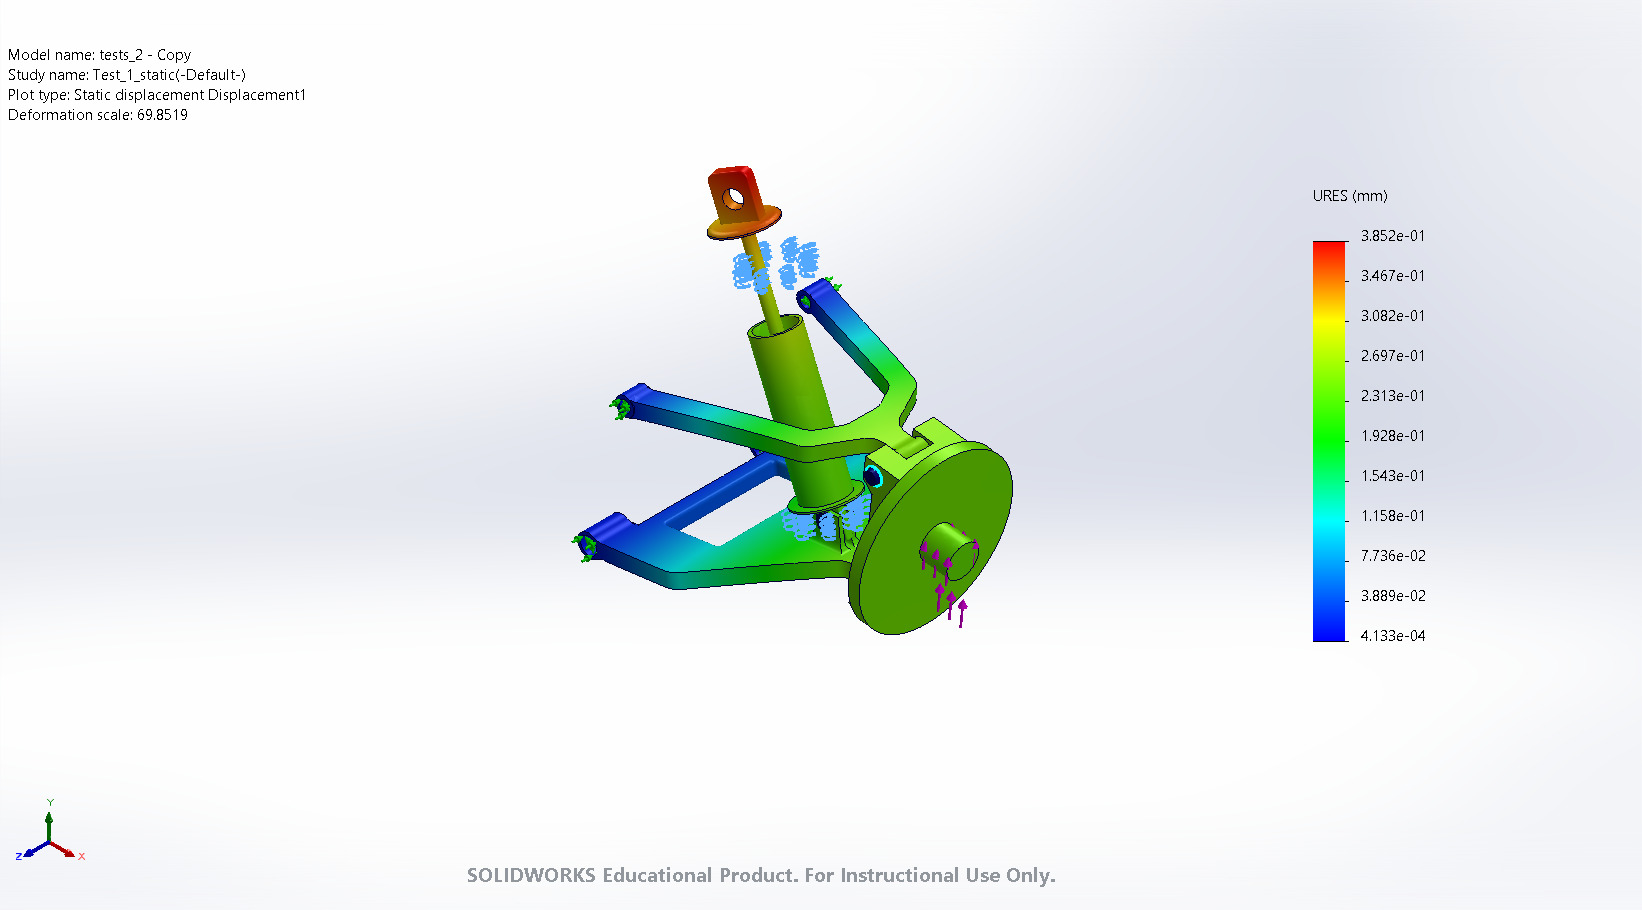 Model name: tests_2 - Copy
Study name: Test_1_static(-Default-)
Plot type: Static displacement Displacement1
Deformation scale: 69.8519
URES (mm)
3.852e-01
3.467e-01
3.082e-01
2.697e-01
2.313e-01
1.928e-01
1.543e-01
1.158e-01
7.736e-02
3.889e-02
4.133e-04
Y
Z
X
SOLIDWORKS Educational Product. For Instructional Use Only.